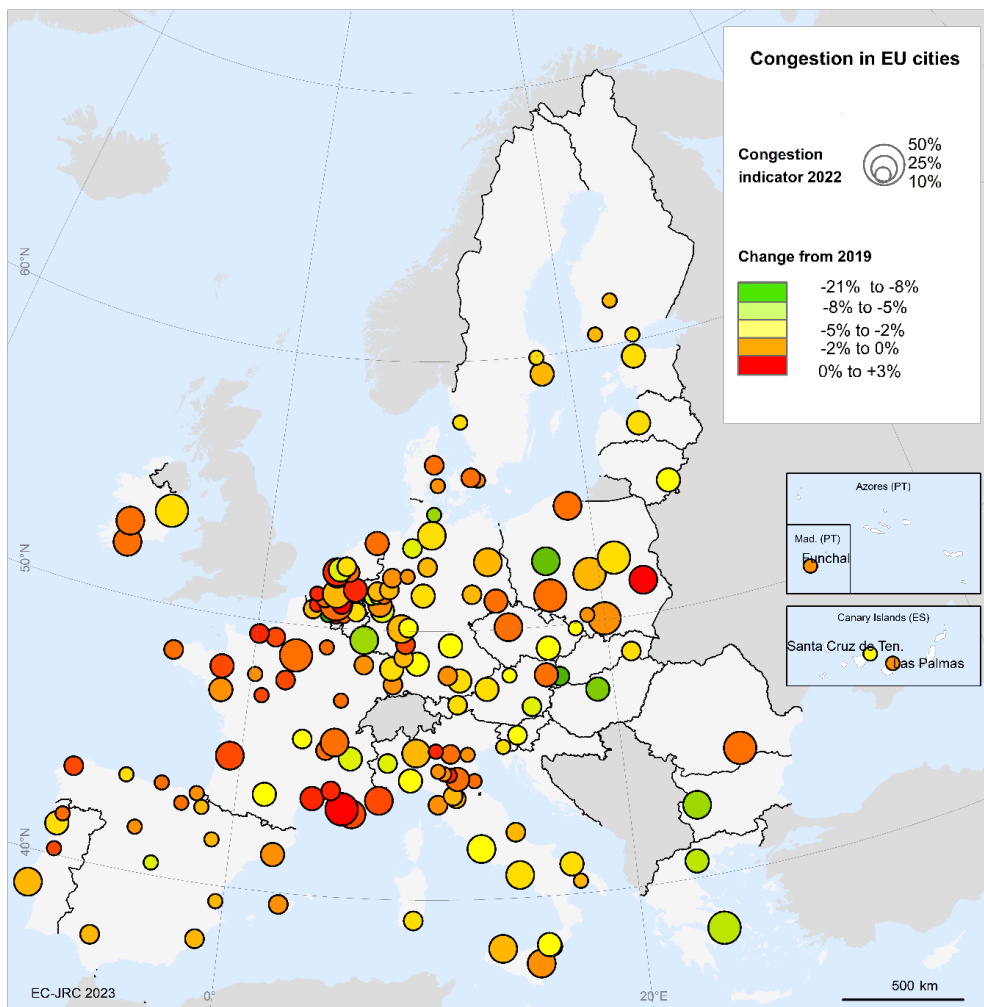 Congestion in EU cities
Congestion
indicator 2022
50%
25%
10%
Change from 2019
-21% to -8%
-8% to -5%
-5% to -2%
-2% to 0%
0% to +3%
60°N
50°N
40°N
Azores (PT)
Mad. (PT)
Funchal
Canary Islands (ES)
Santa Cruz de Ten.
Las Palmas
EC-JRC 2023
0°
20°E
500 km